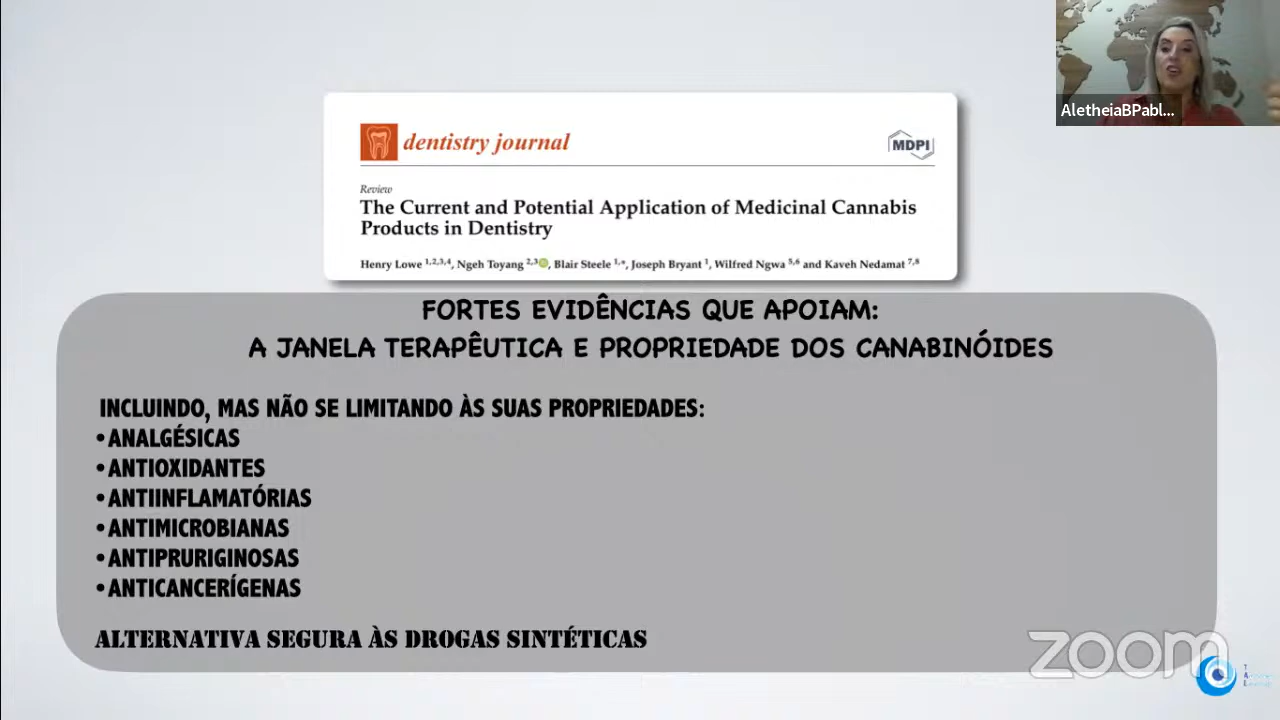 AletheiaBPabl...
dentistry journal
MDPI
Review
The Current and Potential Application of Medicinal Cannabis
Products in Dentistry
Henry Lowe 1,2,3,4, Ngeh Toyang 2,3, Blair Steele 1,*, Joseph Bryant 1, Wilfred Ngwa 5,6 and Kaveh Nedamat 7,8
FORTES EVIDÊNCIAS QUE APOIAM:
A JANELA TERAPÊUTICA E PROPRIEDADE DOS CANABINÓIDES
INCLUINDO, MAS NÃO SE LIMITANDO ÀS SUAS PROPRIEDADES:
•ANALGÉSICAS
•ANTIOXIDANTES
•ANTIINFLAMATÓRIAS
•ANTIMICROBIANAS
•ANTIPRURIGINOSAS
•ANTICANCERÍGENAS
ALTERNATIVA SEGURA ÀS DROGAS SINTÉTICAS
zoom